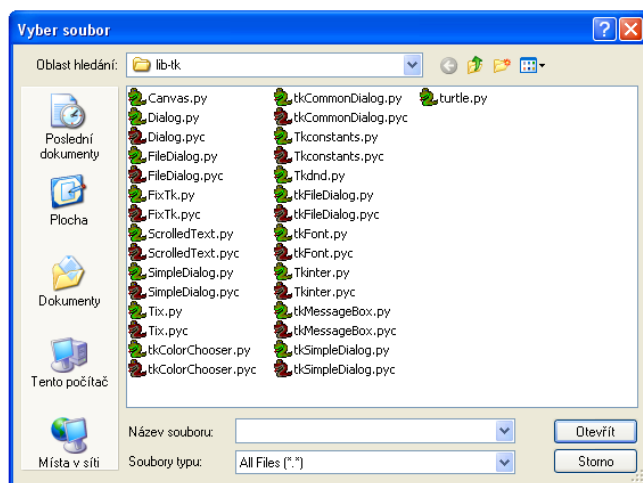 Vyber soubor
Oblast hledání:
lib-tk
Poslední
dokumenty
Plocha
Dokumenty
Tento počítač
Místa v síti
Canvas.py
Dialog.py
Dialog.pyc
FileDialog.py
FileDialog.pyc
FixTk.py
FixTk.pyc
ScrolledText.py
ScrolledText.pyc
SimpleDialog.py
SimpleDialog.pyc
Tix.py
Tix.pyc
tkColorChooser.py
tkColorChooser.pyc
tkCommonDialog.py
tkCommonDialog.pyc
Tkconstants.py
Tkconstants.pyc
Tkdnd.py
tkFileDialog.py
tkFileDialog.pyc
tkFont.py
tkFont.pyc
Tkinter.py
Tkinter.pyc
tkMessageBox.py
tkMessageBox.pyc
tkSimpleDialog.py
tkSimpleDialog.pyc
turtle.py
Název souboru:
Otevřít
Soubory typu:
All Files (*.*)
Storno